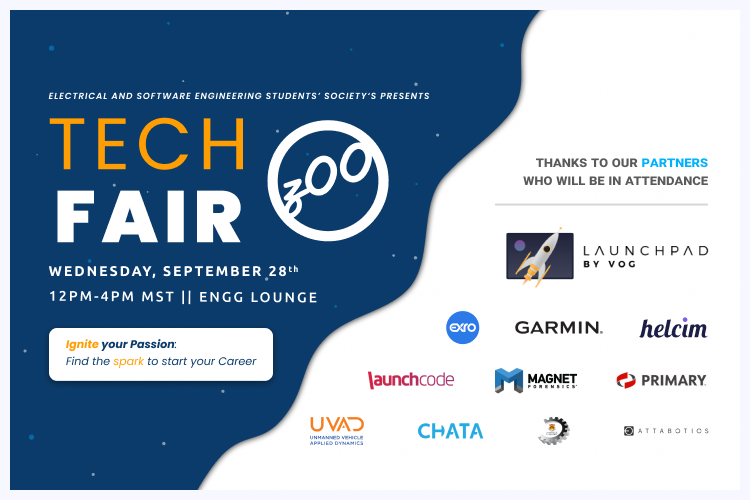 ELECTRICAL AND SOFTWARE ENGINEERING STUDENTS' SOCIETY'S PRESENTS
TECH
FAIR
zoo
WEDNESDAY, SEPTEMBER 28th
12PM-4PM MST || ENGG LOUNGE
Ignite your Passion:
Find the spark to start your Career
THANKS TO OUR PARTNERS
WHO WILL BE IN ATTENDANCE
LAUNCHPAD
BY VOG
exro
GARMIN
helcim
launchcode
MAGNET
FORENSICS
PRIMARY
UVAD
UNMANNED VEHICLE
APPLIED DYNAMICS
CHATA
ATTABOTICS